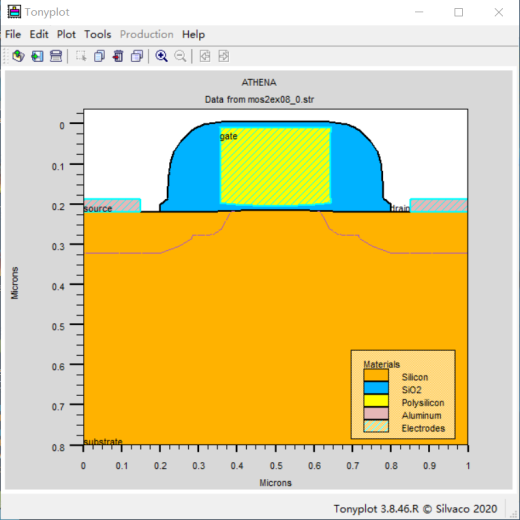 Tonyplot
File Edit Plot Tools Production Help
ATHENA
Data from mos2ex08_0.str
gate
source
drain
substrate
0
0.1
0.2
0.3
0.4
0.5
0.6
0.7
0.8
Microns
Materials
Silicon
SiO2
Polysilicon
Aluminum
Electrodes
0 0.1 0.2 0.3 0.4 0.5 0.6 0.7 0.8 0.9 1
Microns
Tonyplot 3.8.46.R © Silvaco 2020